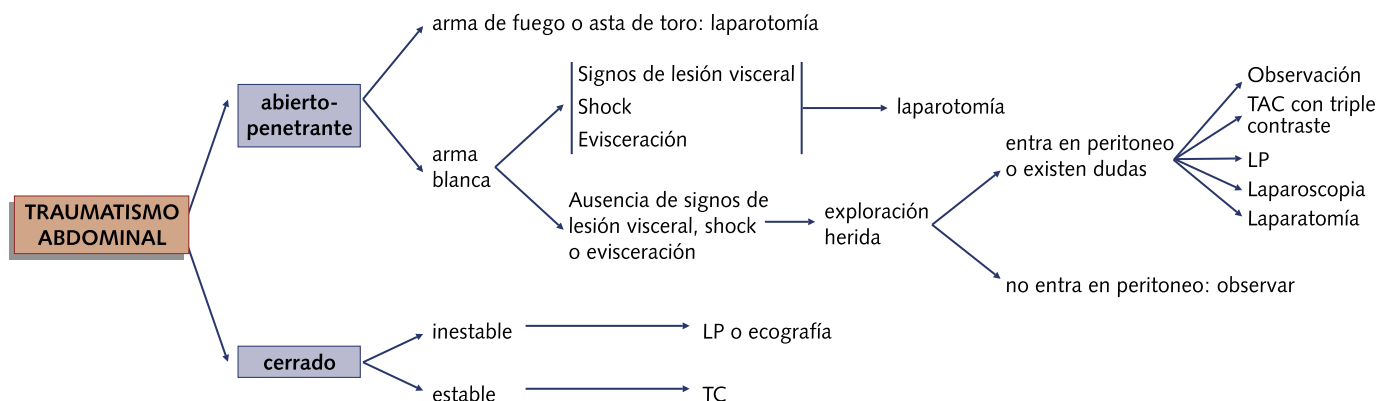 TRAUMATISMO
ABDOMINAL
abierto-
penetrante
arma de fuego o asta de toro: laparotomía
arma
blanca
Signos de lesión visceral
Shock
Evisceración
laparotomía
Ausencia de signos de
lesión visceral, shock
o evisceración
exploración
herida
entra en peritoneo
o existen dudas
Observación
TAC con triple
contraste
LP
Laparoscopia
Laparatomía
no entra en peritoneo: observar
cerrado
inestable
LP o ecografía
estable
TC